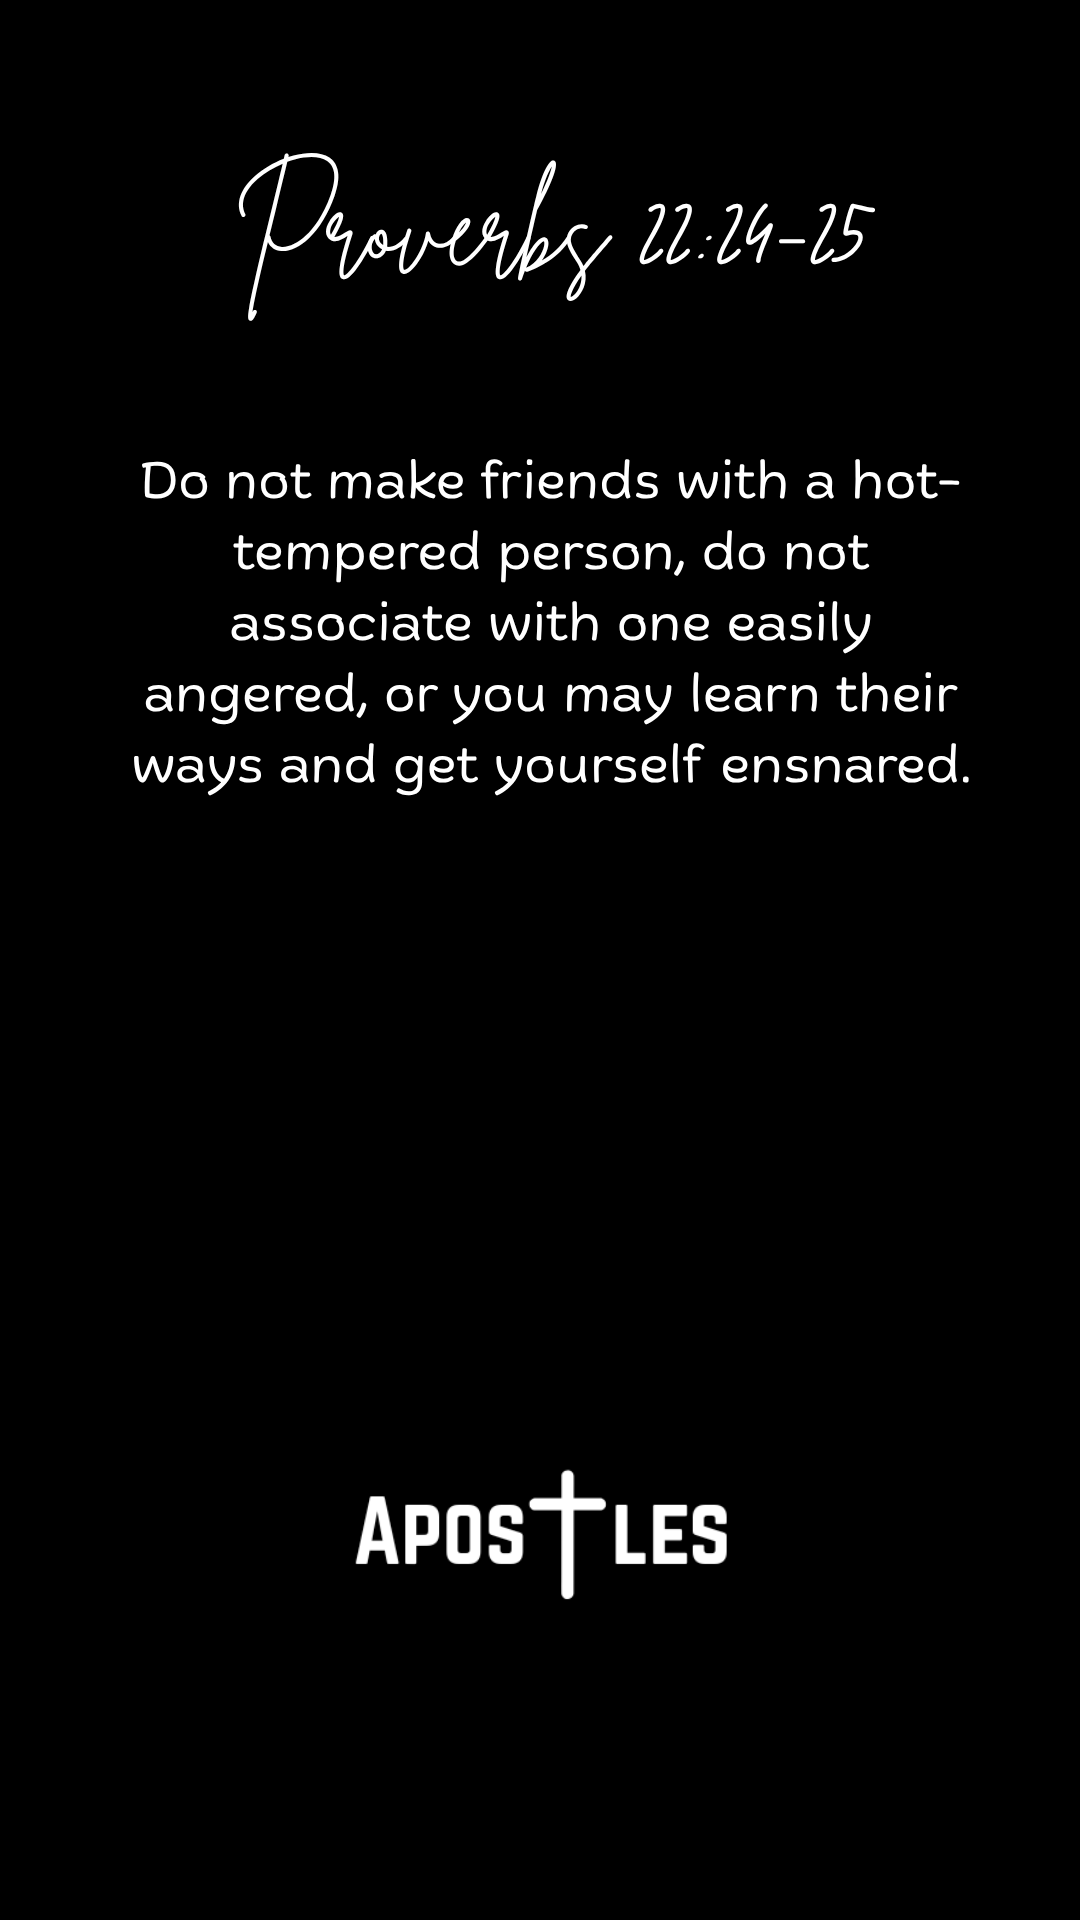 Proverbs 22:24-25
Do not make friends with a hot-
tempered person, do not
associate with one easily
angered, or you may learn their
ways and get yourself ensnared.
APOSTLES